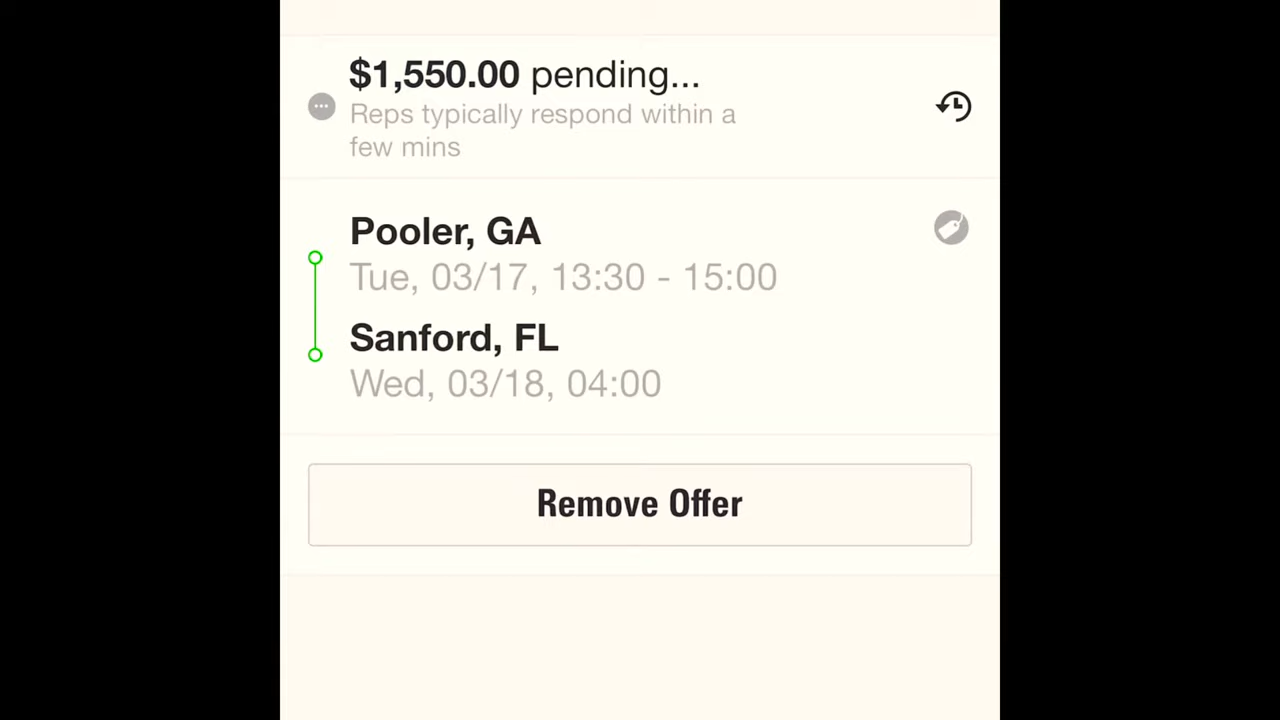 $1,550.00 pending...
Reps typically respond within a
few mins
Pooler, GA
Tue, 03/17, 13:30 - 15:00
Sanford, FL
Wed, 03/18, 04:00
Remove Offer